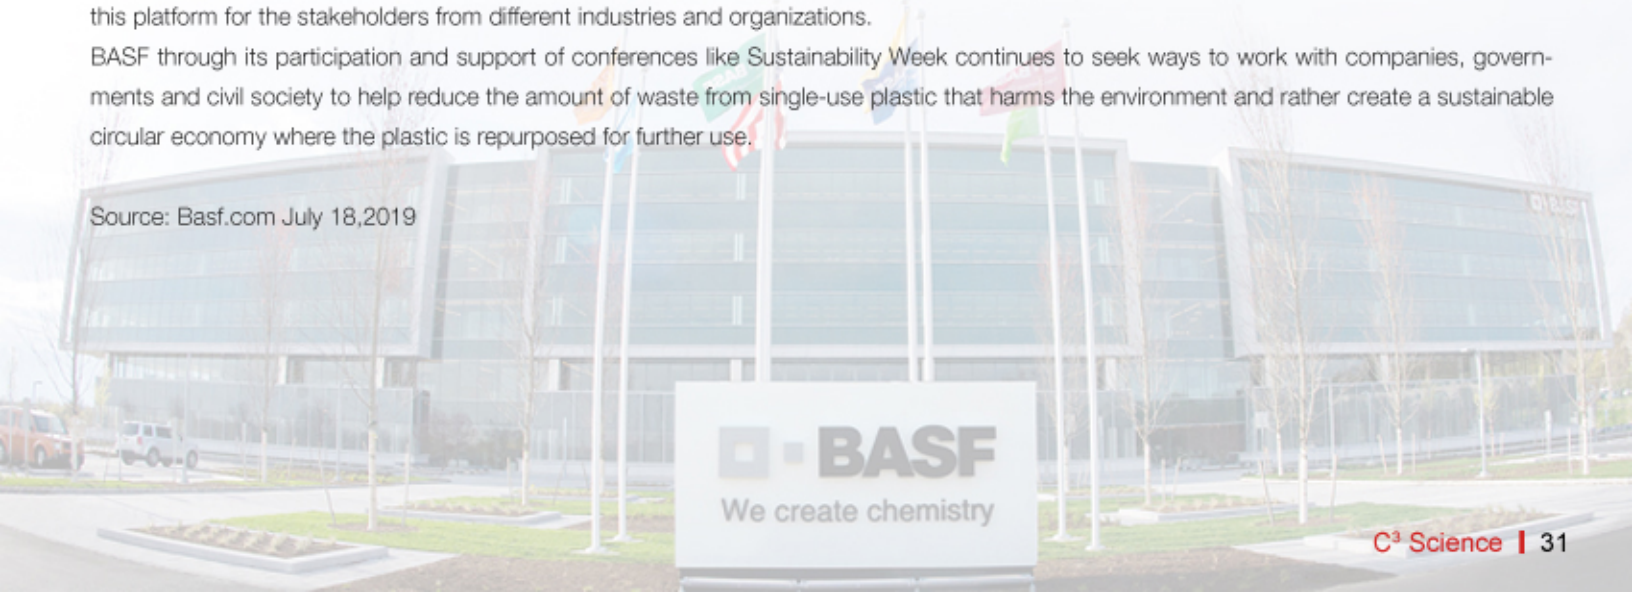 this platform for the stakeholders from different industries and organizations.
BASF through its participation and support of conferences like Sustainability Week continues to seek ways to work with companies, govern-
ments and civil society to help reduce the amount of waste from single-use plastic that harms the environment and rather create a sustainable
circular economy where the plastic is repurposed for further use.
Source: Basf.com July 18,2019
BASF
BASF
We create chemistry
C³ Science | 31